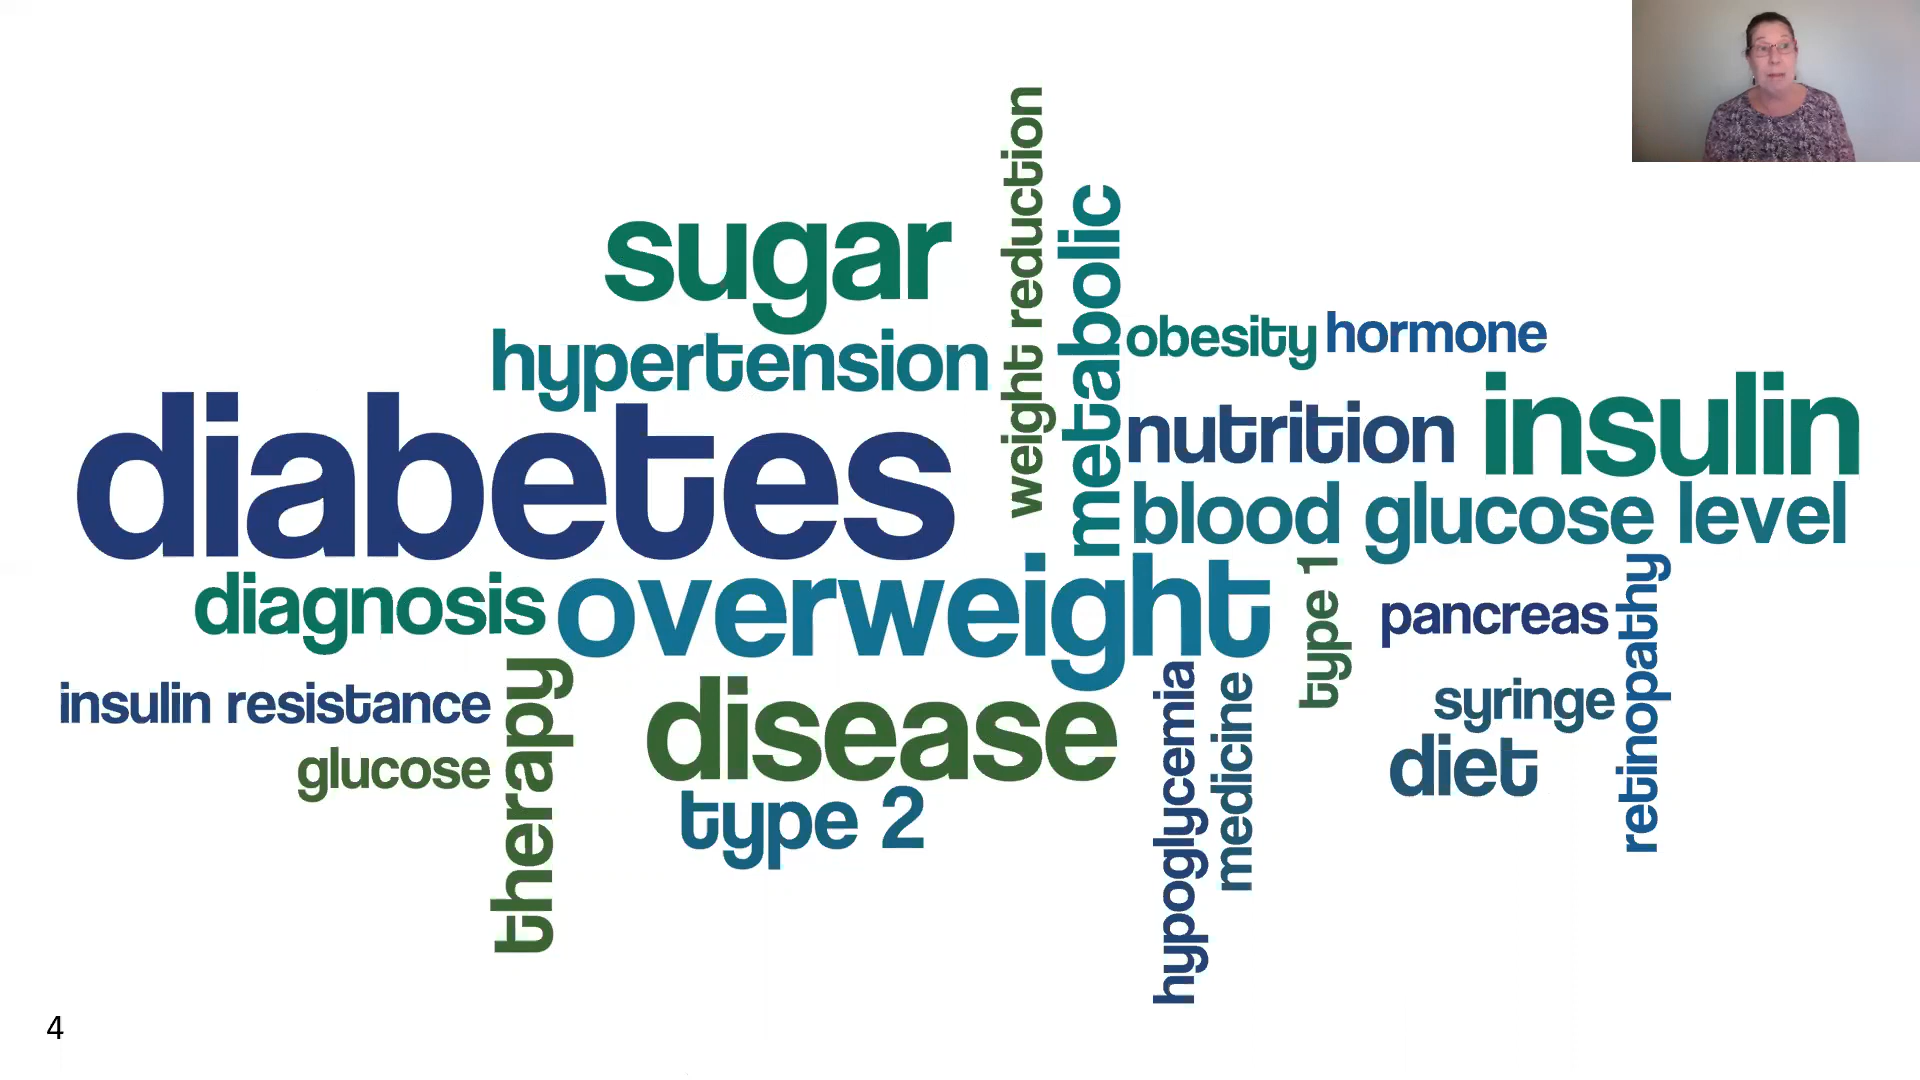 weight reduction
metabolic
sugar
hypertension
obesity
hormone
diabetes
nutrition
insulin
blood glucose level
diagnosis
overweight
type 1
pancreas
retinopathy
insulin resistance
therapy
disease
hypoglycemia
medicine
syringe
glucose
diet
type 2
4